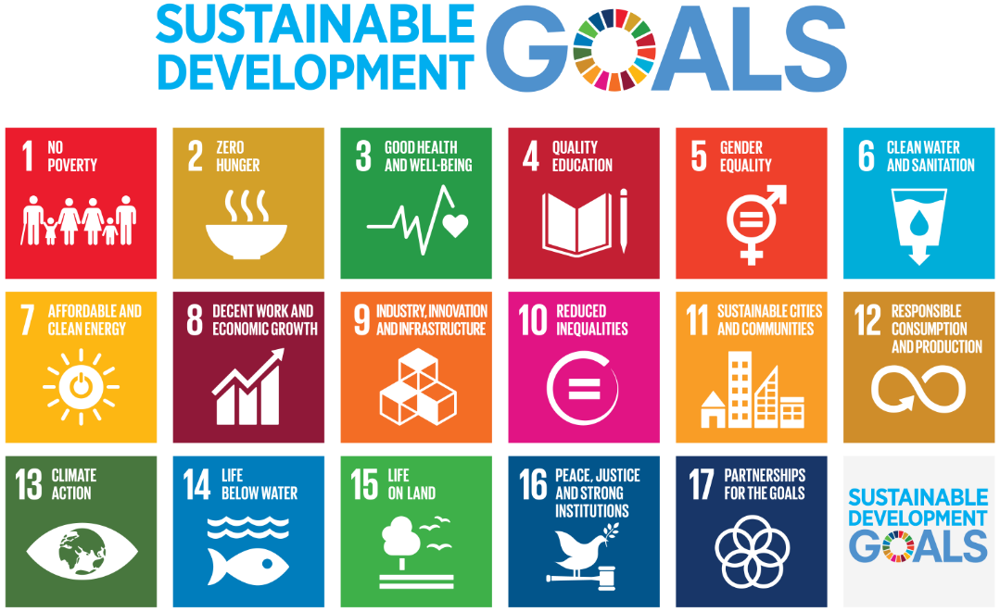 SUSTAINABLE
DEVELOPMENT
GOALS
1 NO
POVERTY
2 ZERO
HUNGER
3 GOOD HEALTH
AND WELL-BEING
4 QUALITY
EDUCATION
5 GENDER
EQUALITY
6 CLEAN WATER
AND SANITATION
7 AFFORDABLE AND
CLEAN ENERGY
8 DECENT WORK AND
ECONOMIC GROWTH
9 INDUSTRY, INNOVATION
AND INFRASTRUCTURE
10 REDUCED
INEQUALITIES
11 SUSTAINABLE CITIES
AND COMMUNITIES
12 RESPONSIBLE
CONSUMPTION
AND PRODUCTION
13 CLIMATE
ACTION
14 LIFE
BELOW WATER
15 LIFE
ON LAND
16 PEACE, JUSTICE
AND STRONG
INSTITUTIONS
17 PARTNERSHIPS
FOR THE GOALS
SUSTAINABLE
DEVELOPMENT
GOALS